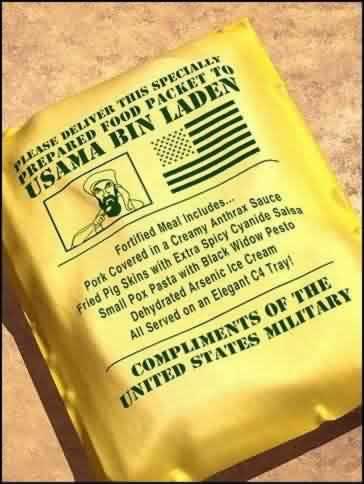 PLEASE DELIVER THIS SPECIALLY
PREPARED FOOD PACKET TO
USAMA BIN LADEN
Fortified Meal Includes...
Pork Covered in a Creamy Anthrax Sauce
Fried Pig Skins with Extra Spicy Cyanide Salsa
Small Pox Pasta with Black Widow Pesto
Dehydrated Arsenic Ice Cream
All Served on an Elegant C4 Tray!
COMPLIMENTS OF THE
UNITED STATES MILITARY